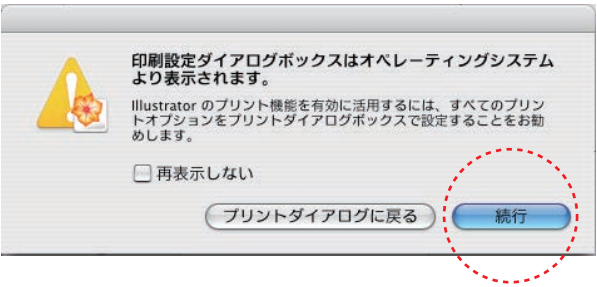 印刷設定ダイアログボックスはオペレーティングシステム
より表示されます。
Illustrator のプリント機能を有効に活用するには、すべてのプリン
トオプションをプリントダイアログボックスで設定することをお勧
めします。
再表示しない
プリントダイアログに戻る
続行